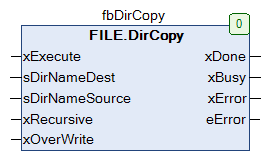 fbDirCopy
0
FILE.DirCopy
xExecute xDone
sDirNameDest xBusy
sDirNameSource xError
xRecursive eError
xOverWrite